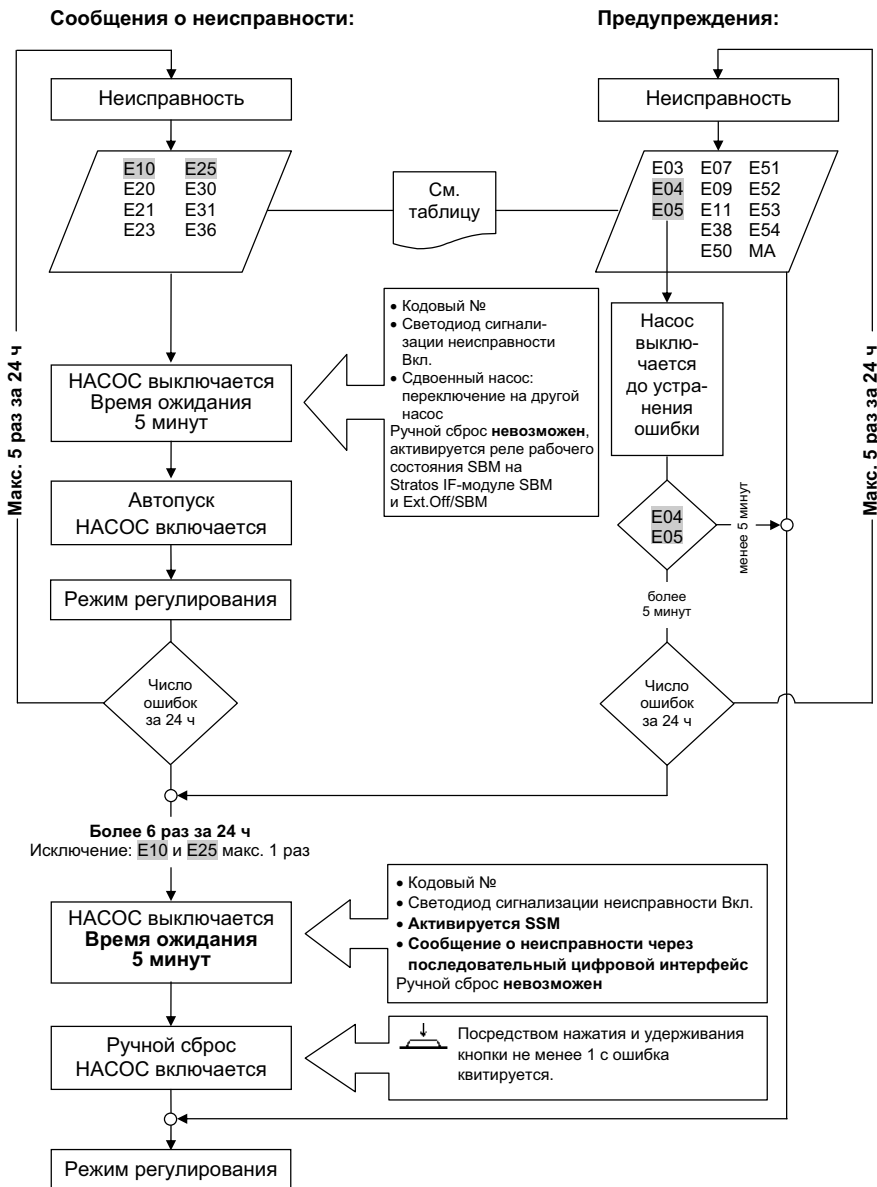 Сообщения о неисправности:
Предупреждения:
Неисправность
Неисправность
E10 E25
E20 E30
E21 E31
E23 E36
См.
таблицу
E03 E07 E51
E04 E09 E52
E05 E11 E53
E38 E54
E50 MA
Макс. 5 раз за 24 ч
• Кодовый №
• Светодиод сигнали-
зации неисправности
Вкл.
• Сдвоенный насос:
переключение на другой
насос
Ручной сброс невозможен,
активируется реле рабочего
состояния SBM на
Stratos IF-модуле SBM
и Ext.Off/SBM
Насос
выклю-
чается
до устра-
нения
ошибки
Макс. 5 раз за 24 ч
НАСОС выключается
Время ожидания
5 минут
Автопуск
НАСОС включается
E04
E05
менее 5 минут
Режим регулирования
более
5 минут
Число
ошибок
за 24 ч
Число
ошибок
за 24 ч
Более 6 раз за 24 ч
Исключение: E10 и E25 макс. 1 раз
НАСОС выключается
Время ожидания
5 минут
• Кодовый №
• Светодиод сигнализации неисправности Вкл.
• Активируется SSM
• Сообщение о неисправности через
последовательный цифровой интерфейс
Ручной сброс невозможен
Ручной сброс
НАСОС включается
Посредством нажатия и удерживания
кнопки не менее 1 с ошибка
квитируется.
Режим регулирования